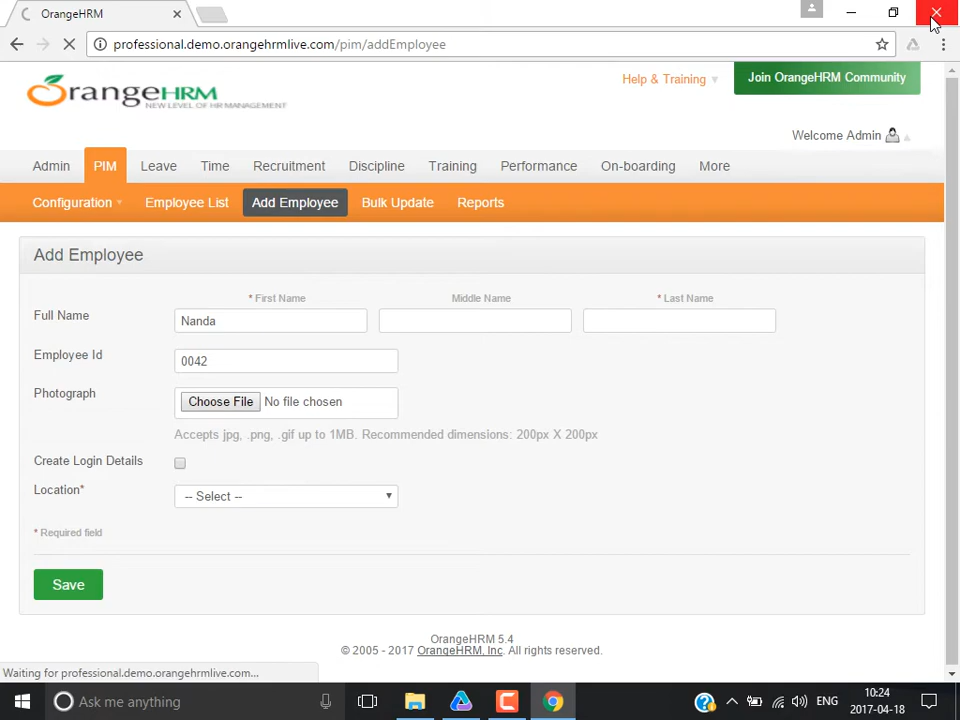 OrangeHRM
professional.demo.orangehrmlive.com/pim/addEmployee
OrangeHRM
NEW LEVEL OF HR MANAGEMENT
Help & Training
Join OrangeHRM Community
Welcome Admin
Admin PIM Leave Time Recruitment Discipline Training Performance On-boarding More
Configuration Employee List Add Employee Bulk Update Reports
Add Employee
* First Name Middle Name * Last Name
Full Name
Nanda
Employee Id
0042
Photograph
Choose File No file chosen
Accepts jpg, .png, .gif up to 1MB. Recommended dimensions: 200px X 200px
Create Login Details
Location*
-- Select --
* Required field
Save
OrangeHRM 5.4
© 2005 - 2017 OrangeHRM, Inc. All rights reserved.
Waiting for professional.demo.orangehrmlive.com...
Ask me anything
ENG
10:24
2017-04-18